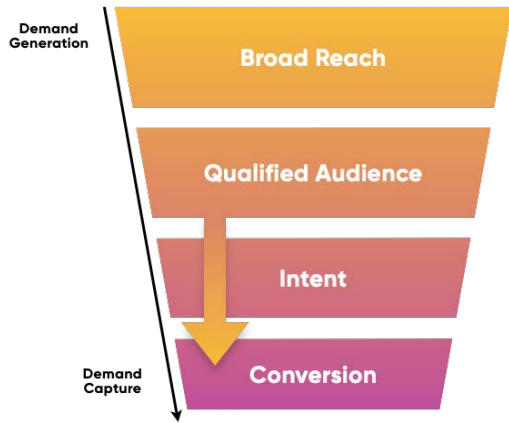 Demand
Generation
Broad Reach
Qualified Audience
Intent
Demand
Capture
Conversion